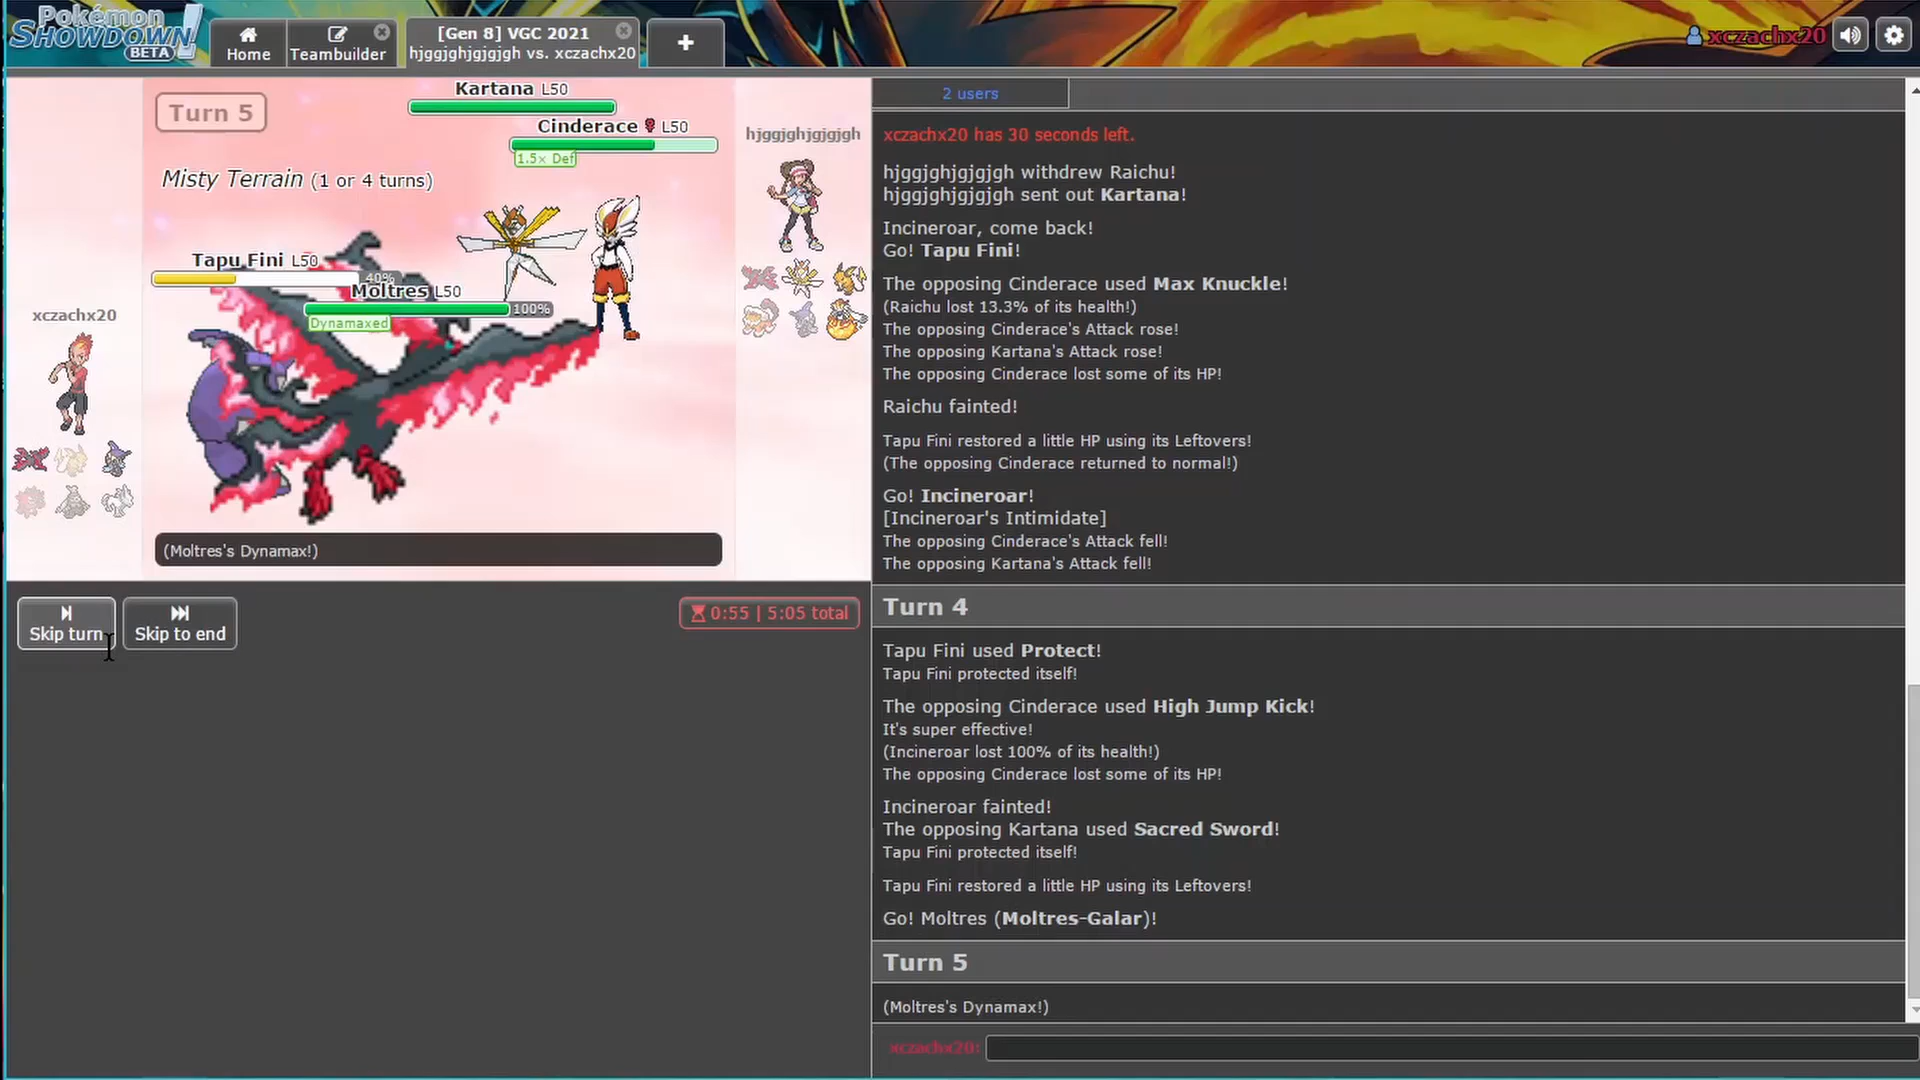 Pokémon
SHOWDOWN!
BETA
Home
Teambuilder
[Gen 8] VGC 2021
hjggjghjgjgjgh vs. xczachx20
xczachx20
Turn 5
Kartana L50
Cinderace L50
1.5× Def
Misty Terrain (1 or 4 turns)
Tapu Fini L50
40%
Moltres L50
100%
Dynamaxed
hjggjghjgjgjgh
xczachx20
(Moltres's Dynamax!)
Skip turn
Skip to end
0:55 | 5:05 total
2 users
xczachx20 has 30 seconds left.
hjggjghjgjgjgh withdrew Raichu!
hjggjghjgjgjgh sent out Kartana!
Incineroar, come back!
Go! Tapu Fini!
The opposing Cinderace used Max Knuckle!
(Raichu lost 13.3% of its health!)
The opposing Cinderace's Attack rose!
The opposing Kartana's Attack rose!
The opposing Cinderace lost some of its HP!
Raichu fainted!
Tapu Fini restored a little HP using its Leftovers!
(The opposing Cinderace returned to normal!)
Go! Incineroar!
[Incineroar's Intimidate]
The opposing Cinderace's Attack fell!
The opposing Kartana's Attack fell!
Turn 4
Tapu Fini used Protect!
Tapu Fini protected itself!
The opposing Cinderace used High Jump Kick!
It's super effective!
(Incineroar lost 100% of its health!)
The opposing Cinderace lost some of its HP!
Incineroar fainted!
The opposing Kartana used Sacred Sword!
Tapu Fini protected itself!
Tapu Fini restored a little HP using its Leftovers!
Go! Moltres (Moltres-Galar)!
Turn 5
(Moltres's Dynamax!)
xczachx20: